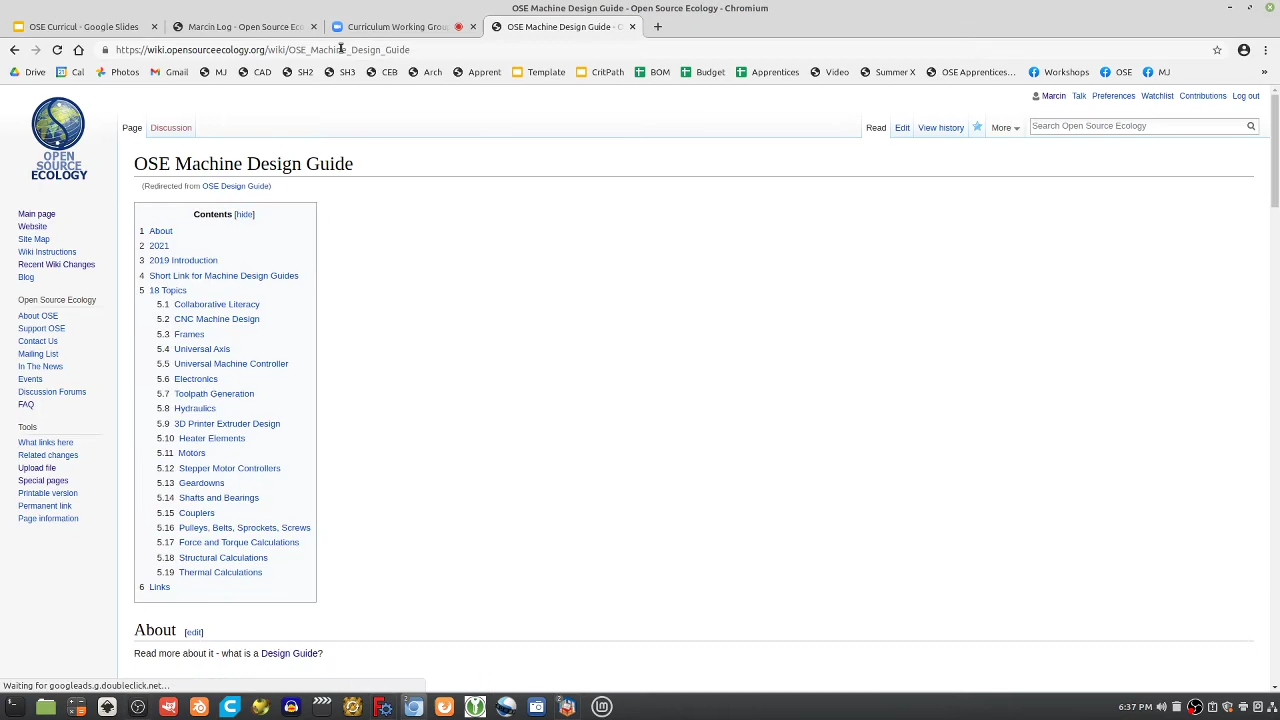 OSE Machine Design Guide - Open Source Ecology - Chromium
OSE Curricul - Google Slides
Marcin Log - Open Source Eco
Curriculum Working Grou
OSE Machine Design Guide - O
https://wiki.opensourceecology.org/wiki/OSE_Machine_Design_Guide
Drive
Cal
Photos
Gmail
MJ
CAD
SH2
SH3
CEB
Arch
Apprent
Template
CritPath
BOM
Budget
Apprentices
Video
Summer X
OSE Apprentices…
Workshops
OSE
MJ
»
Marcin
Talk
Preferences
Watchlist
Contributions
Log out
OPEN
SOURCE
ECOLOGY
Page
Discussion
Read
Edit
View history
More
Search Open Source Ecology
Main page
Website
Site Map
Wiki Instructions
Recent Wiki Changes
Blog
Open Source Ecology
About OSE
Support OSE
Contact Us
Mailing List
In The News
Events
Discussion Forums
FAQ
Tools
What links here
Related changes
Upload file
Special pages
Printable version
Permanent link
Page information
OSE Machine Design Guide
(Redirected from OSE Design Guide)
Contents [hide]
1 About
2 2021
3 2019 Introduction
4 Short Link for Machine Design Guides
5 18 Topics
5.1 Collaborative Literacy
5.2 CNC Machine Design
5.3 Frames
5.4 Universal Axis
5.5 Universal Machine Controller
5.6 Electronics
5.7 Toolpath Generation
5.8 Hydraulics
5.9 3D Printer Extruder Design
5.10 Heater Elements
5.11 Motors
5.12 Stepper Motor Controllers
5.13 Geardowns
5.14 Shafts and Bearings
5.15 Couplers
5.16 Pulleys, Belts, Sprockets, Screws
5.17 Force and Torque Calculations
5.18 Structural Calculations
5.19 Thermal Calculations
6 Links
About [edit]
Read more about it - what is a Design Guide?
Waiting for googleads.g.doubleclick.net…
6:37 PM